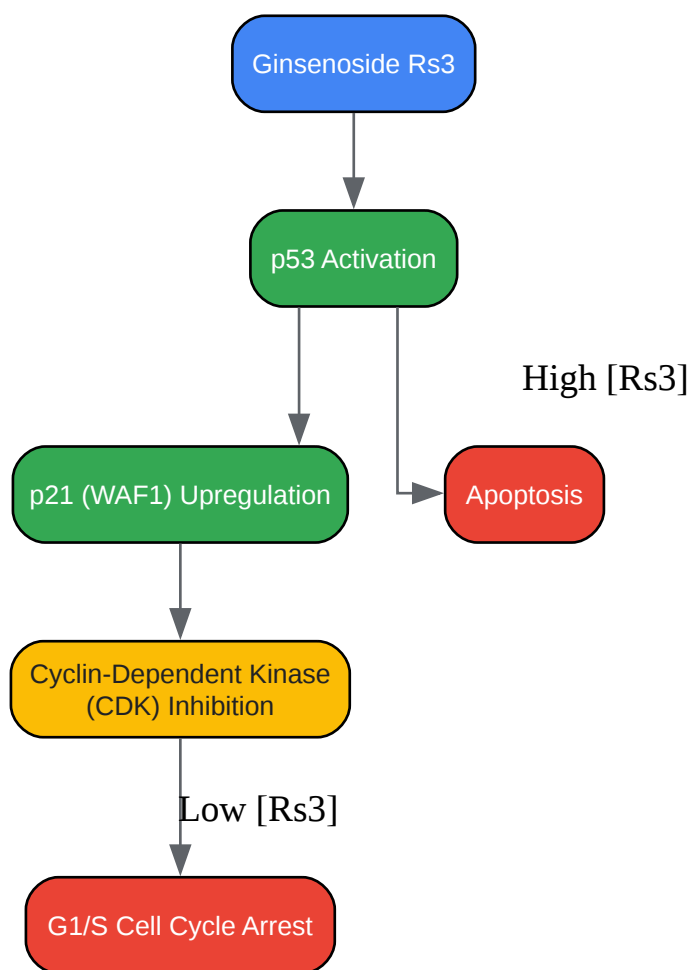 Ginsenoside Rs3
p53 Activation
High [Rs3]
p21 (WAF1) Upregulation
Apoptosis
Cyclin-Dependent Kinase
(CDK) Inhibition
Low [Rs3]
G1/S Cell Cycle Arrest